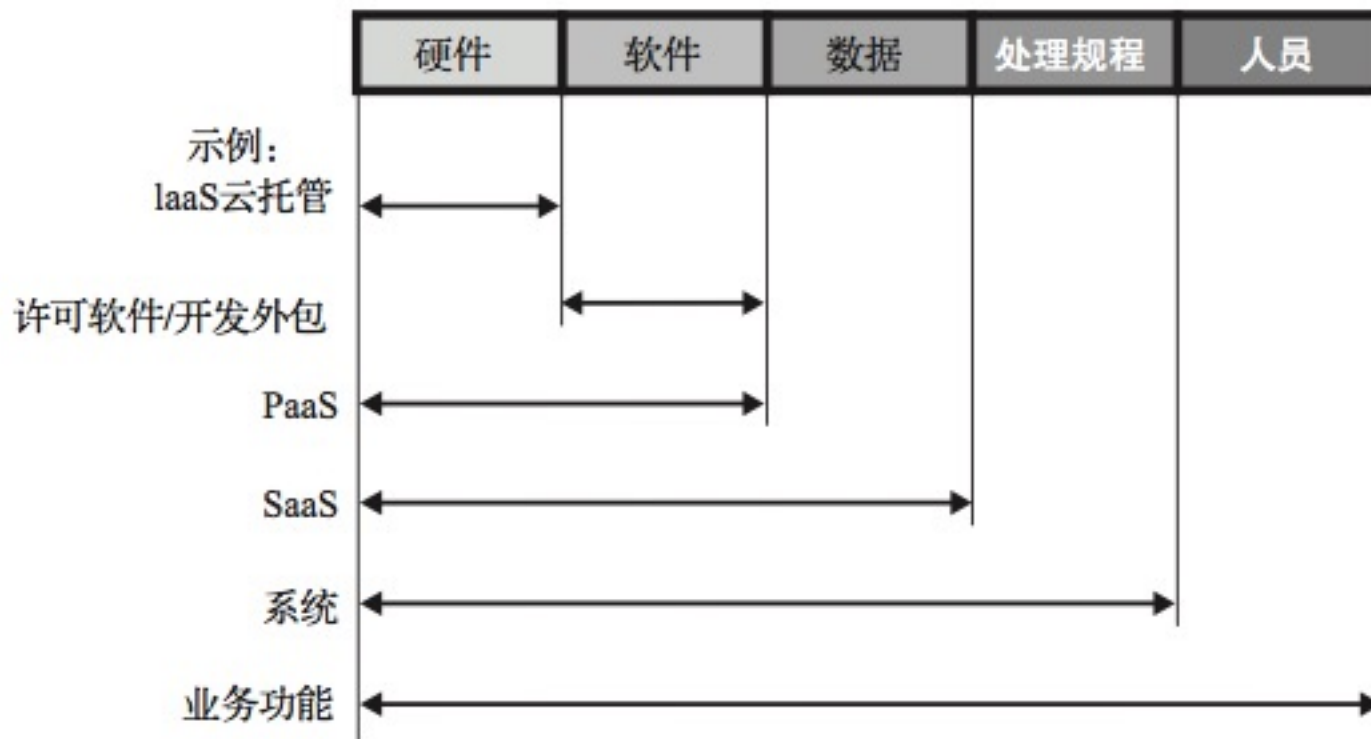 硬件 软件 数据 处理规程 人员
示例：
laaS云托管
许可软件/开发外包
PaaS
SaaS
系统
业务功能